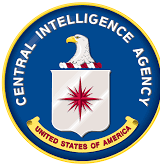 CENTRAL INTELLIGENCE AGENCY
UNITED STATES OF AMERICA